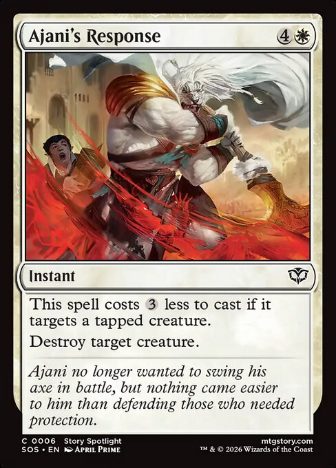 Ajani's Response 4
Instant
This spell costs 3 less to cast if it
targets a tapped creature.
Destroy target creature.
Ajani no longer wanted to swing his
axe in battle, but nothing came easier
to him than defending those who needed
protection.
C 0006 Story Spotlight mtgstory.com
SOS • EN April Prime ™ & © 2026 Wizards of the Coast